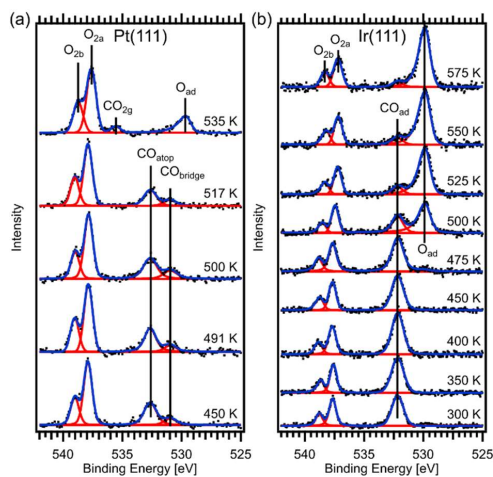 (a)
Pt(111)
O2b
O2a
CO2g
Oad
535 K
COatop
CObridge
517 K
500 K
491 K
450 K
Intensity
540
535
530
525
Binding Energy [eV]
(b)
Ir(111)
O2b
O2a
575 K
COad
550 K
525 K
500 K
Oad
475 K
450 K
400 K
350 K
300 K
Intensity
540
535
530
525
Binding Energy [eV]